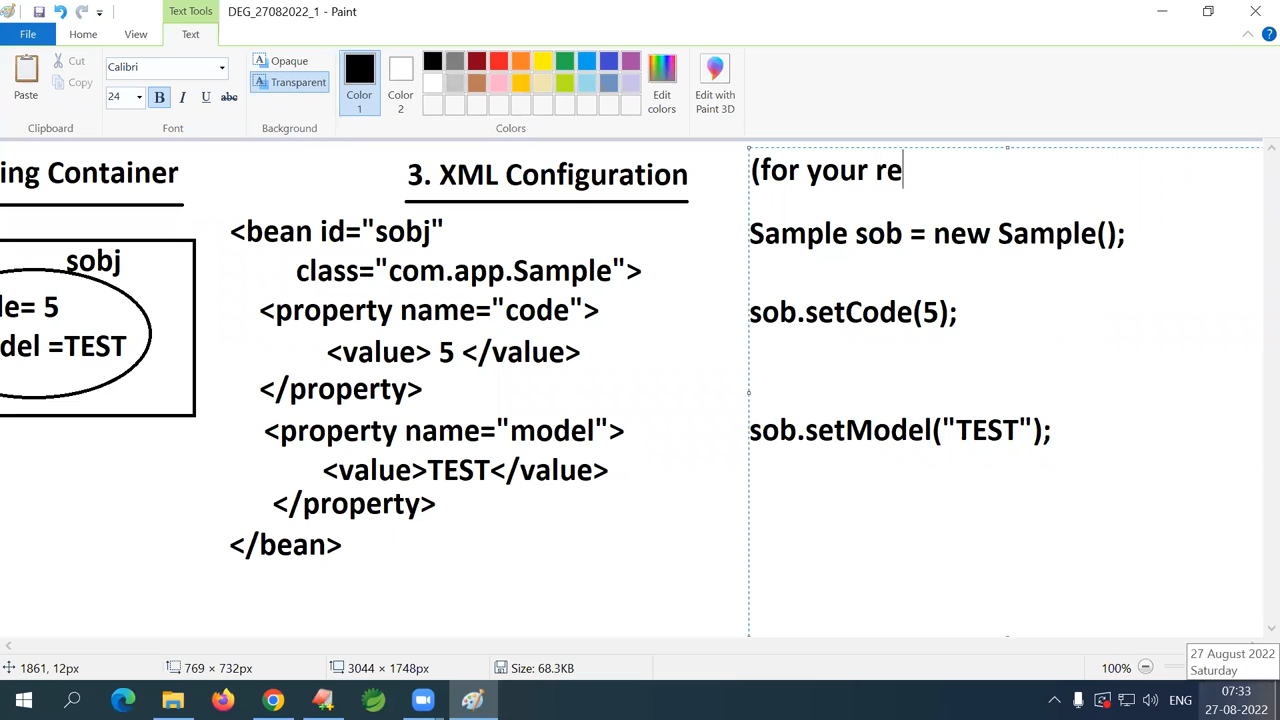 Text Tools
DEG_27082022_1 - Paint
File
Home
View
Text
Paste
Cut
Copy
Clipboard
Calibri
24
B
I
U
abc
Font
Opaque
Transparent
Background
Color
1
Color
2
Edit
colors
Colors
Edit with
Paint 3D
ing Container
sobj
de= 5
del =TEST
3. XML Configuration
<bean id="sobj"
class="com.app.Sample">
<property name="code">
<value> 5 </value>
</property>
<property name="model">
<value>TEST</value>
</property>
</bean>
(for your re
Sample sob = new Sample();
sob.setCode(5);
sob.setModel("TEST");
1861, 12px
769 × 732px
3044 × 1748px
Size: 68.3KB
100%
27 August 2022
Saturday
ENG
07:33
27-08-2022